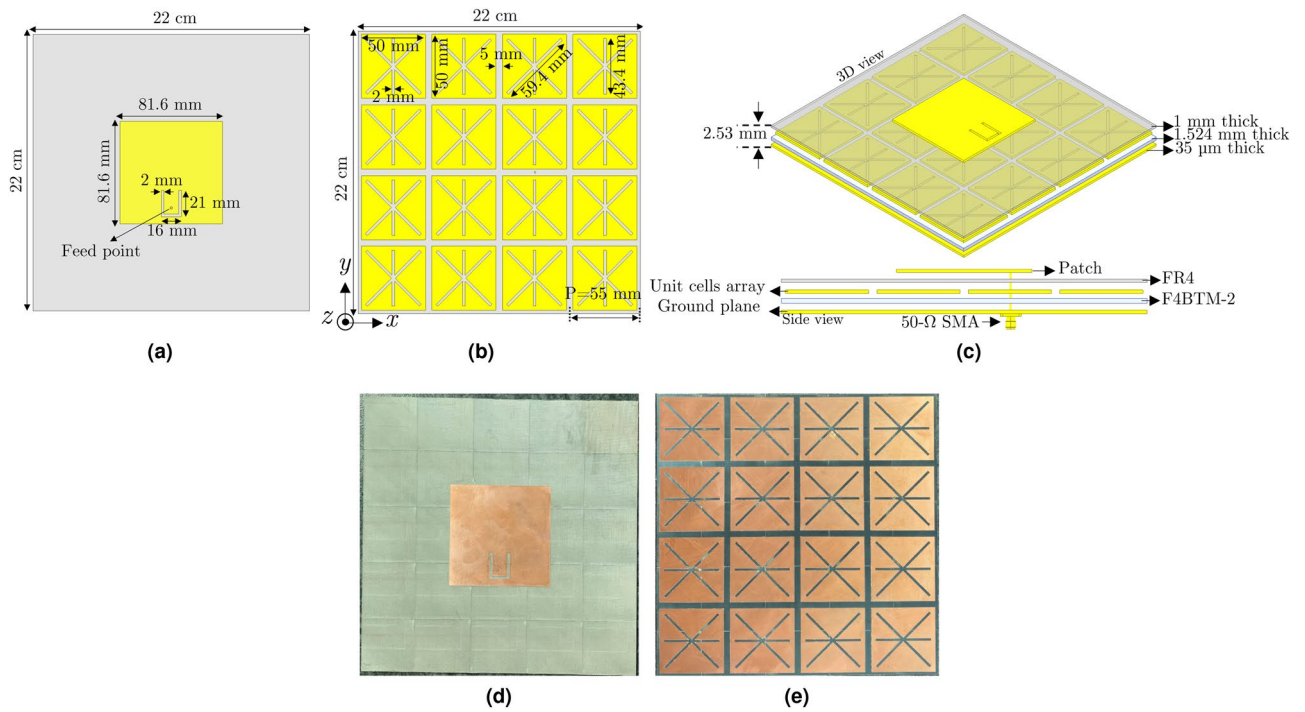 22 cm
22 cm
81.6 mm
81.6 mm
2 mm
21 mm
16 mm
Feed point
(a)
22 cm
22 cm
50 mm
50 mm
5 mm
59.4 mm
43.4 mm
2 mm
P=55 mm
y
z
x
(b)
3D view
2.53 mm
1 mm thick
1.524 mm thick
35 µm thick
Patch
FR4
Unit cells array
F4BTM-2
Ground plane
Side view
50-Ω SMA
(c)
(d)
(e)